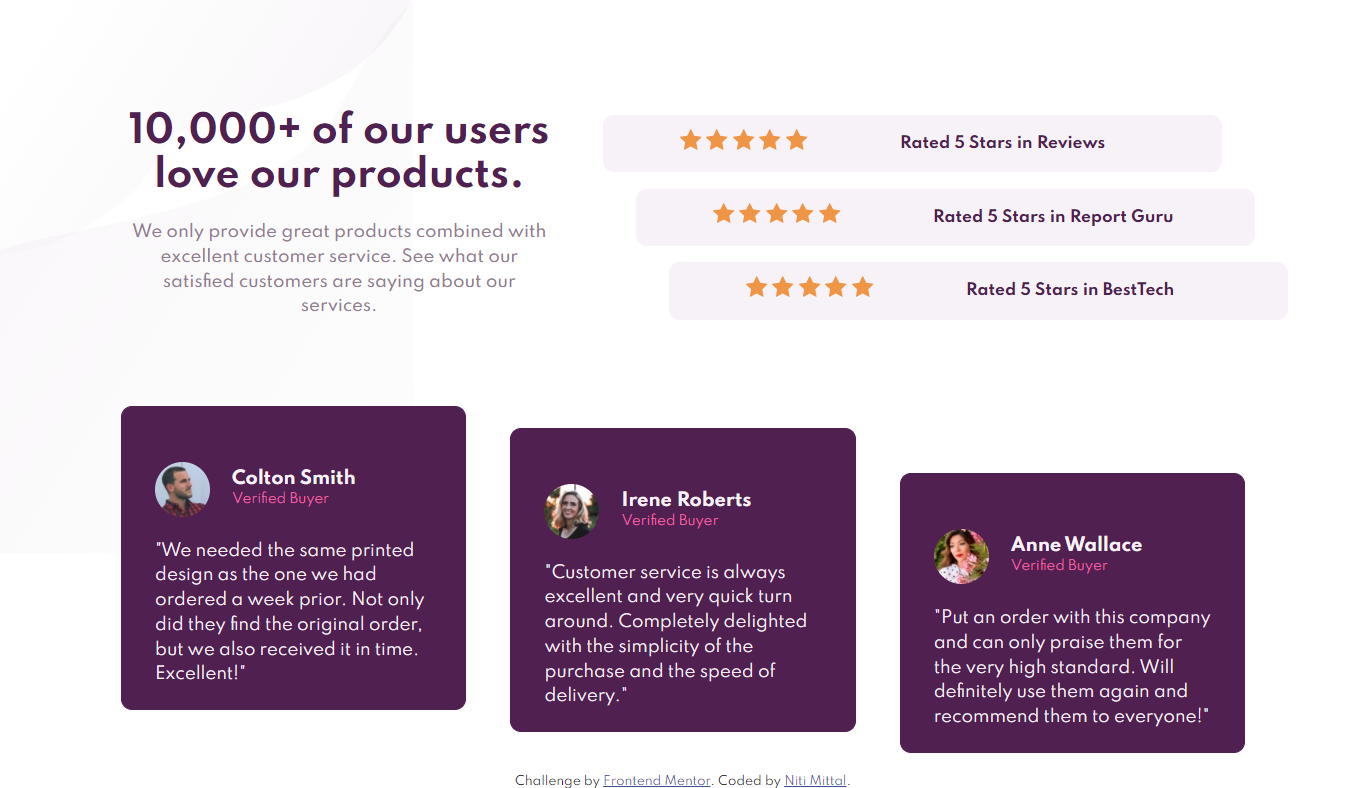 10,000+ of our users
love our products.
We only provide great products combined with
excellent customer service. See what our
satisfied customers are saying about our
services.
Rated 5 Stars in Reviews
Rated 5 Stars in Report Guru
Rated 5 Stars in BestTech
Colton Smith
Verified Buyer
"We needed the same printed
design as the one we had
ordered a week prior. Not only
did they find the original order,
but we also received it in time.
Excellent!"
Irene Roberts
Verified Buyer
"Customer service is always
excellent and very quick turn
around. Completely delighted
with the simplicity of the
purchase and the speed of
delivery."
Anne Wallace
Verified Buyer
"Put an order with this company
and can only praise them for
the very high standard. Will
definitely use them again and
recommend them to everyone!"
Challenge by Frontend Mentor. Coded by Niti Mittal.